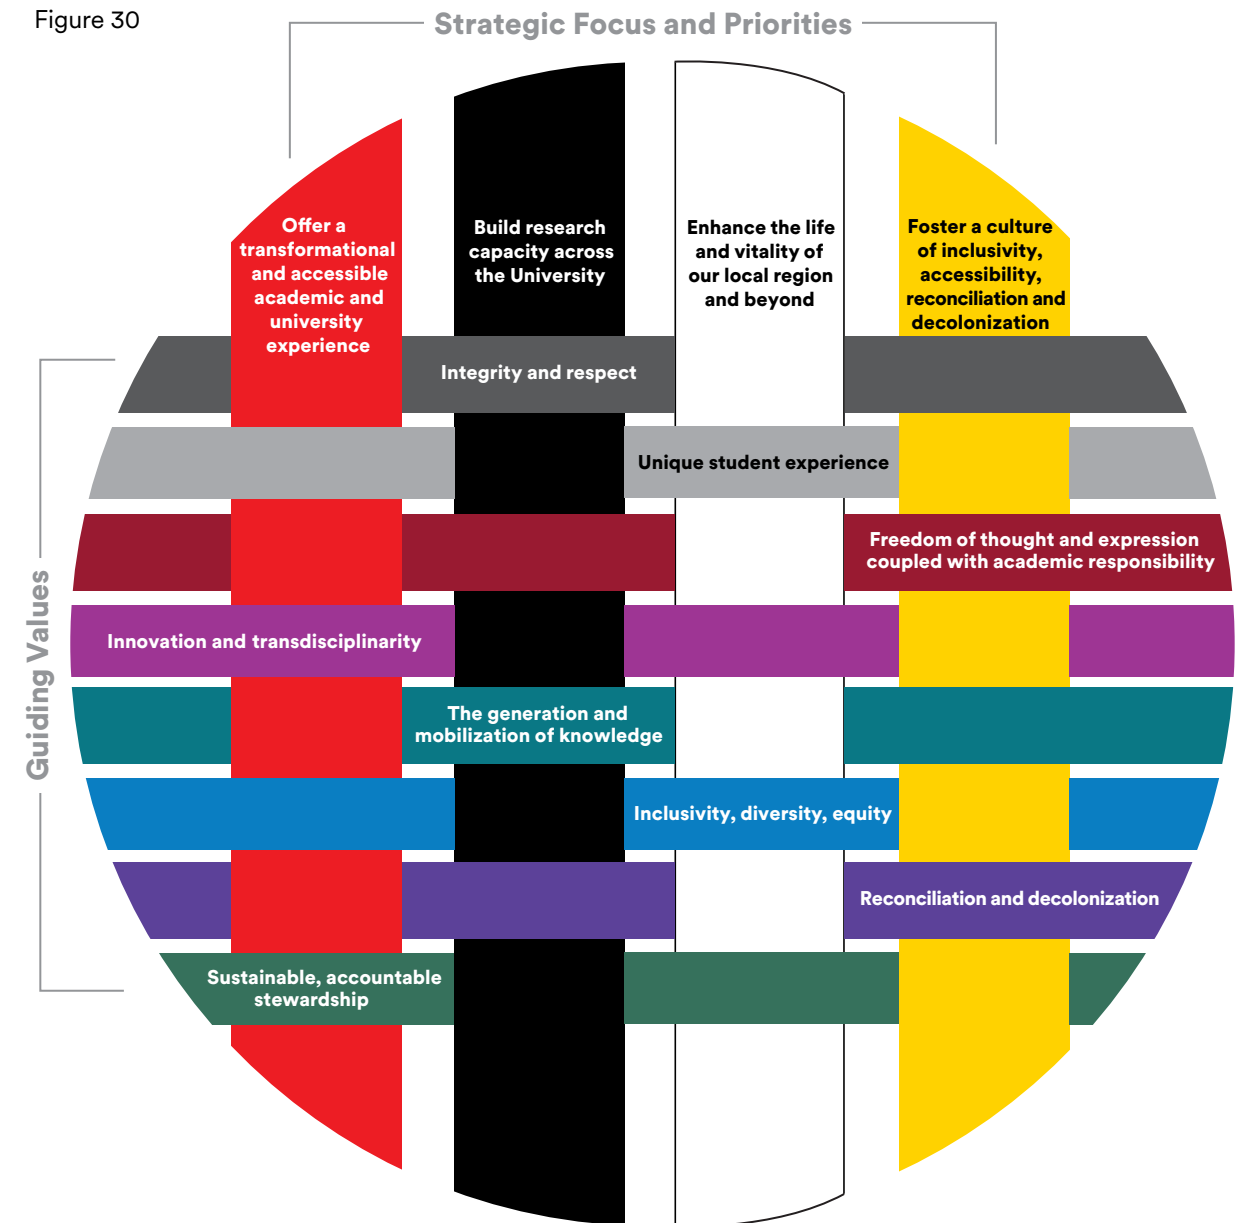 Figure 30
Strategic Focus and Priorities
Offer a
transformational
and accessible
academic and
university
experience
Build research
capacity across
the University
Enhance the life
and vitality of
our local region
and beyond
Foster a culture
of inclusivity,
accessibility,
reconciliation and
decolonization
Guiding Values
Integrity and respect
Unique student experience
Freedom of thought and expression
coupled with academic responsibility
Innovation and transdisciplinarity
The generation and
mobilization of knowledge
Inclusivity, diversity, equity
Reconciliation and decolonization
Sustainable, accountable
stewardship